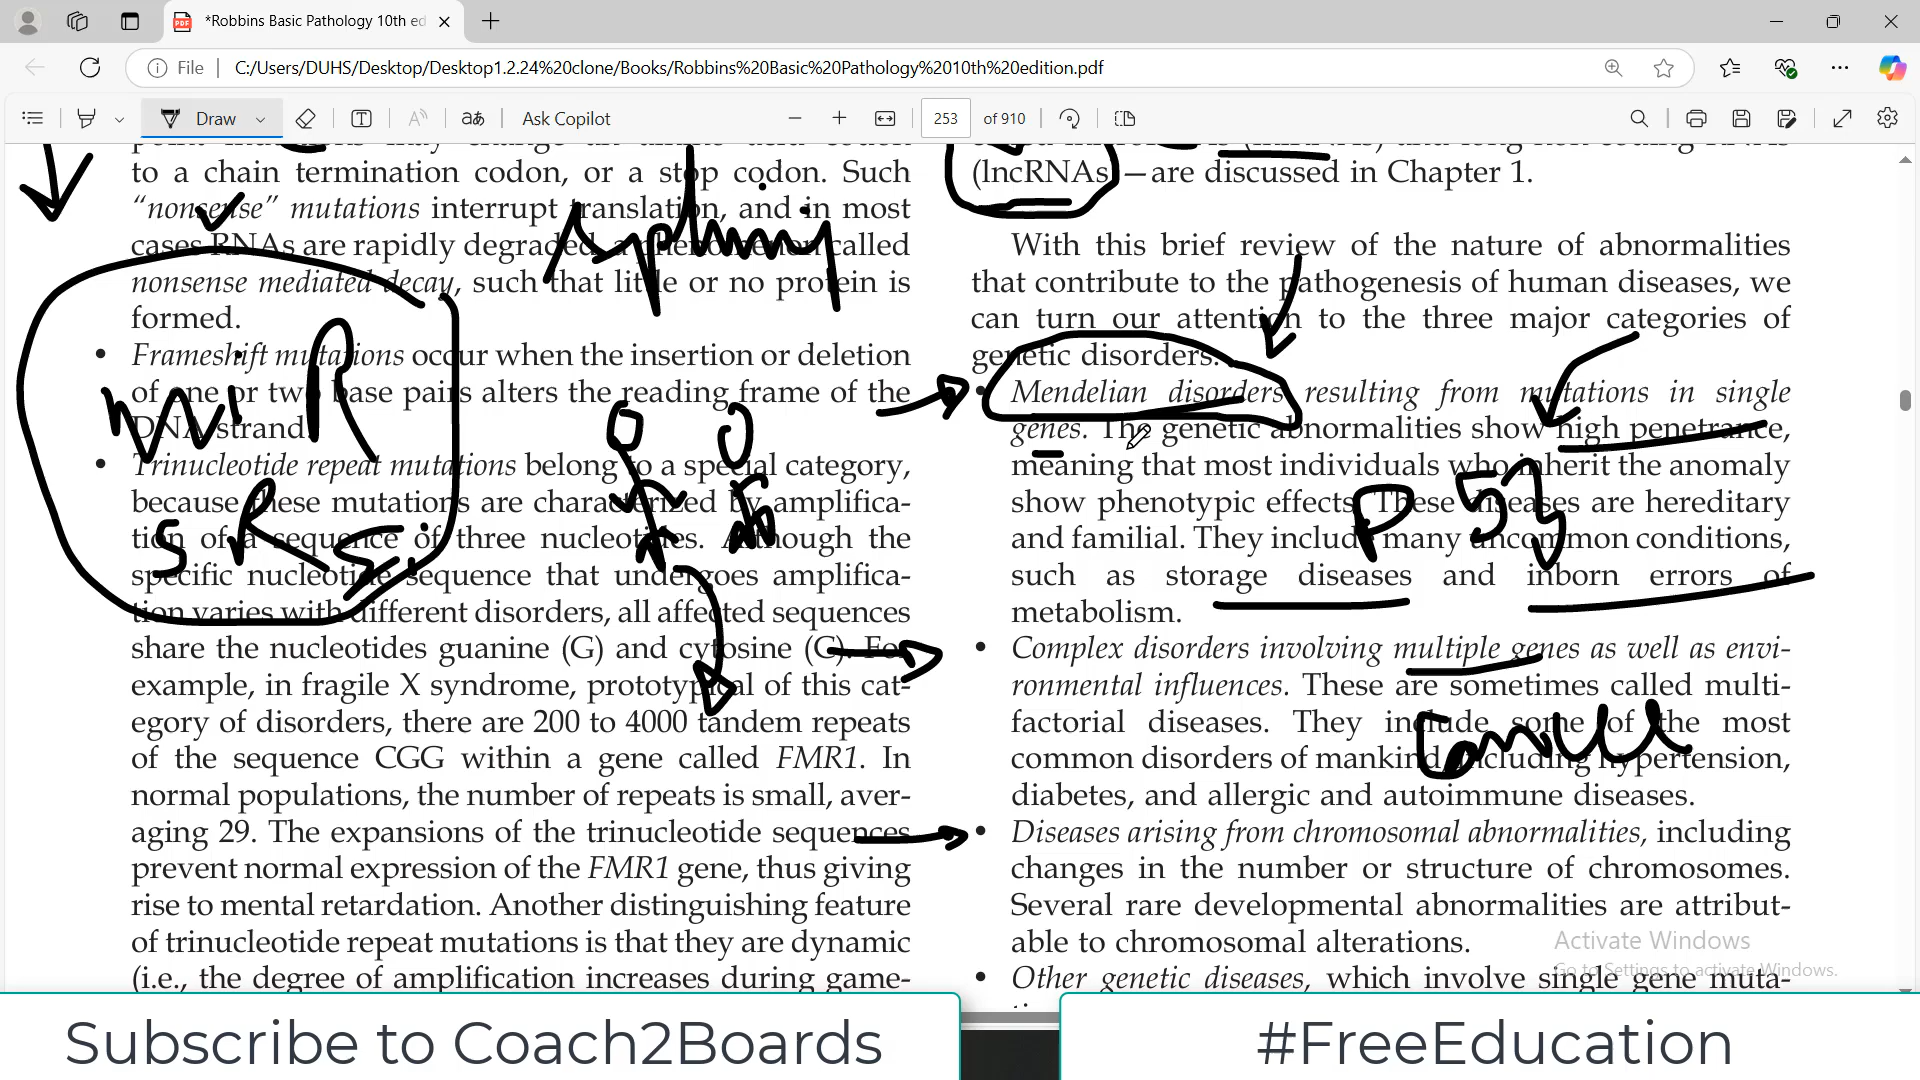 *Robbins Basic Pathology 10th ed
File
C:/Users/DUHS/Desktop/Desktop1.2.24%20clone/Books/Robbins%20Basic%20Pathology%2010th%20edition.pdf
Draw
Ask Copilot
253 of 910
to a chain termination codon, or a stop codon. Such
“nonsense” mutations interrupt translation, and in most
cases RNAs are rapidly degraded, a phenomenon called
nonsense mediated decay, such that little or no protein is
formed.
• Frameshift mutations occur when the insertion or deletion
of one or two base pairs alters the reading frame of the
DNA strand.
• Trinucleotide repeat mutations belong to a special category,
because these mutations are characterized by amplifica-
tion of a sequence of three nucleotides. Although the
specific nucleotide sequence that undergoes amplifica-
tion varies with different disorders, all affected sequences
share the nucleotides guanine (G) and cytosine (C). For
example, in fragile X syndrome, prototypical of this cat-
egory of disorders, there are 200 to 4000 tandem repeats
of the sequence CGG within a gene called FMR1. In
normal populations, the number of repeats is small, aver-
aging 29. The expansions of the trinucleotide sequences
prevent normal expression of the FMR1 gene, thus giving
rise to mental retardation. Another distinguishing feature
of trinucleotide repeat mutations is that they are dynamic
(i.e., the degree of amplification increases during game-
(lncRNAs)—are discussed in Chapter 1.
With this brief review of the nature of abnormalities
that contribute to the pathogenesis of human diseases, we
can turn our attention to the three major categories of
genetic disorders:
• Mendelian disorders resulting from mutations in single
genes. The genetic abnormalities show high penetrance,
meaning that most individuals who inherit the anomaly
show phenotypic effects. These diseases are hereditary
and familial. They include many uncommon conditions,
such as storage diseases and inborn errors of
metabolism.
• Complex disorders involving multiple genes as well as envi-
ronmental influences. These are sometimes called multi-
factorial diseases. They include some of the most
common disorders of mankind, including hypertension,
diabetes, and allergic and autoimmune diseases.
• Diseases arising from chromosomal abnormalities, including
changes in the number or structure of chromosomes.
Several rare developmental abnormalities are attribut-
able to chromosomal alterations.
• Other genetic diseases, which involve single gene muta-
P 53
Activate Windows
Go to Settings to activate Windows.
Subscribe to Coach2Boards
#FreeEducation